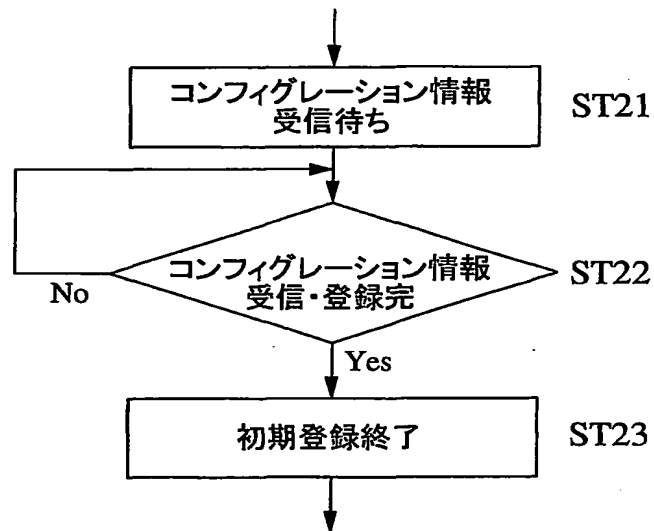 コンフィグレーション情報
受信待ち
ST21
コンフィグレーション情報
受信・登録完
ST22
No
Yes
初期登録終了
ST23